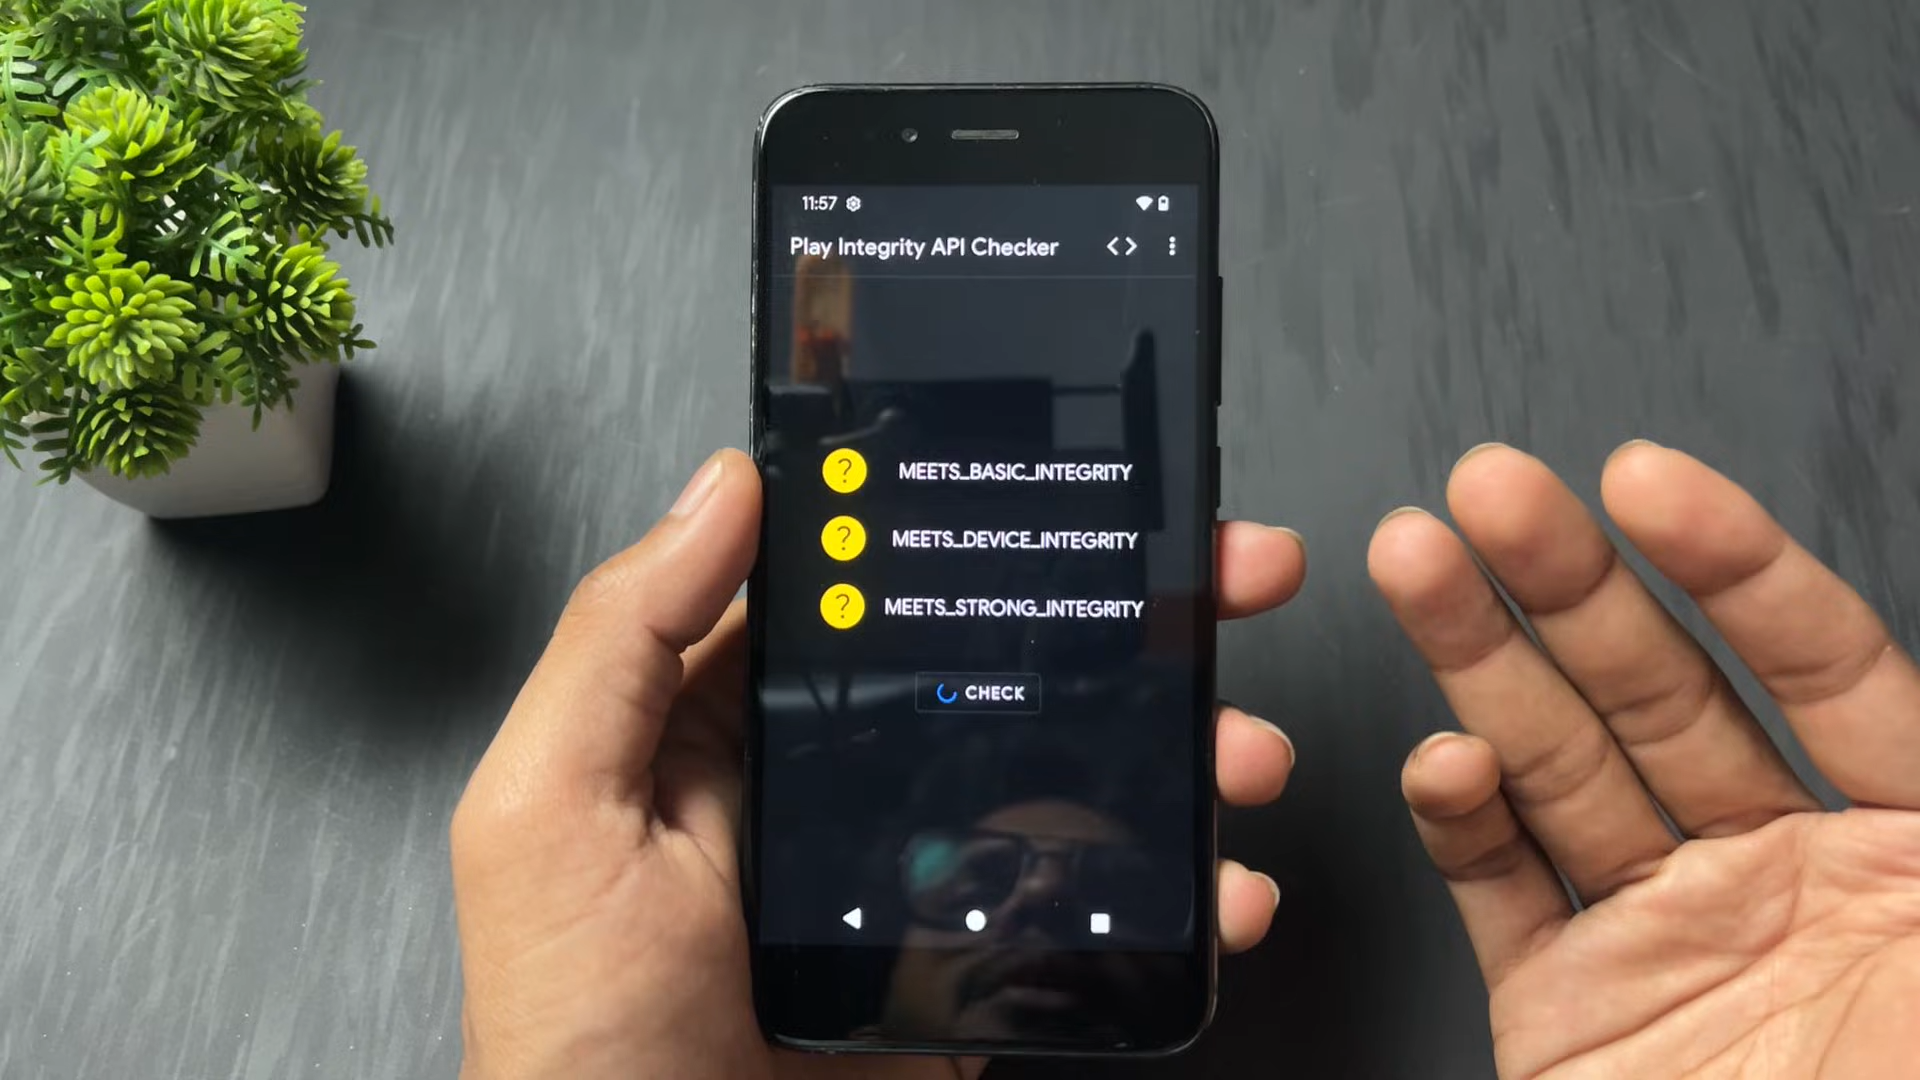 11:57
Play Integrity API Checker <>
? MEETS_BASIC_INTEGRITY
? MEETS_DEVICE_INTEGRITY
? MEETS_STRONG_INTEGRITY
CHECK